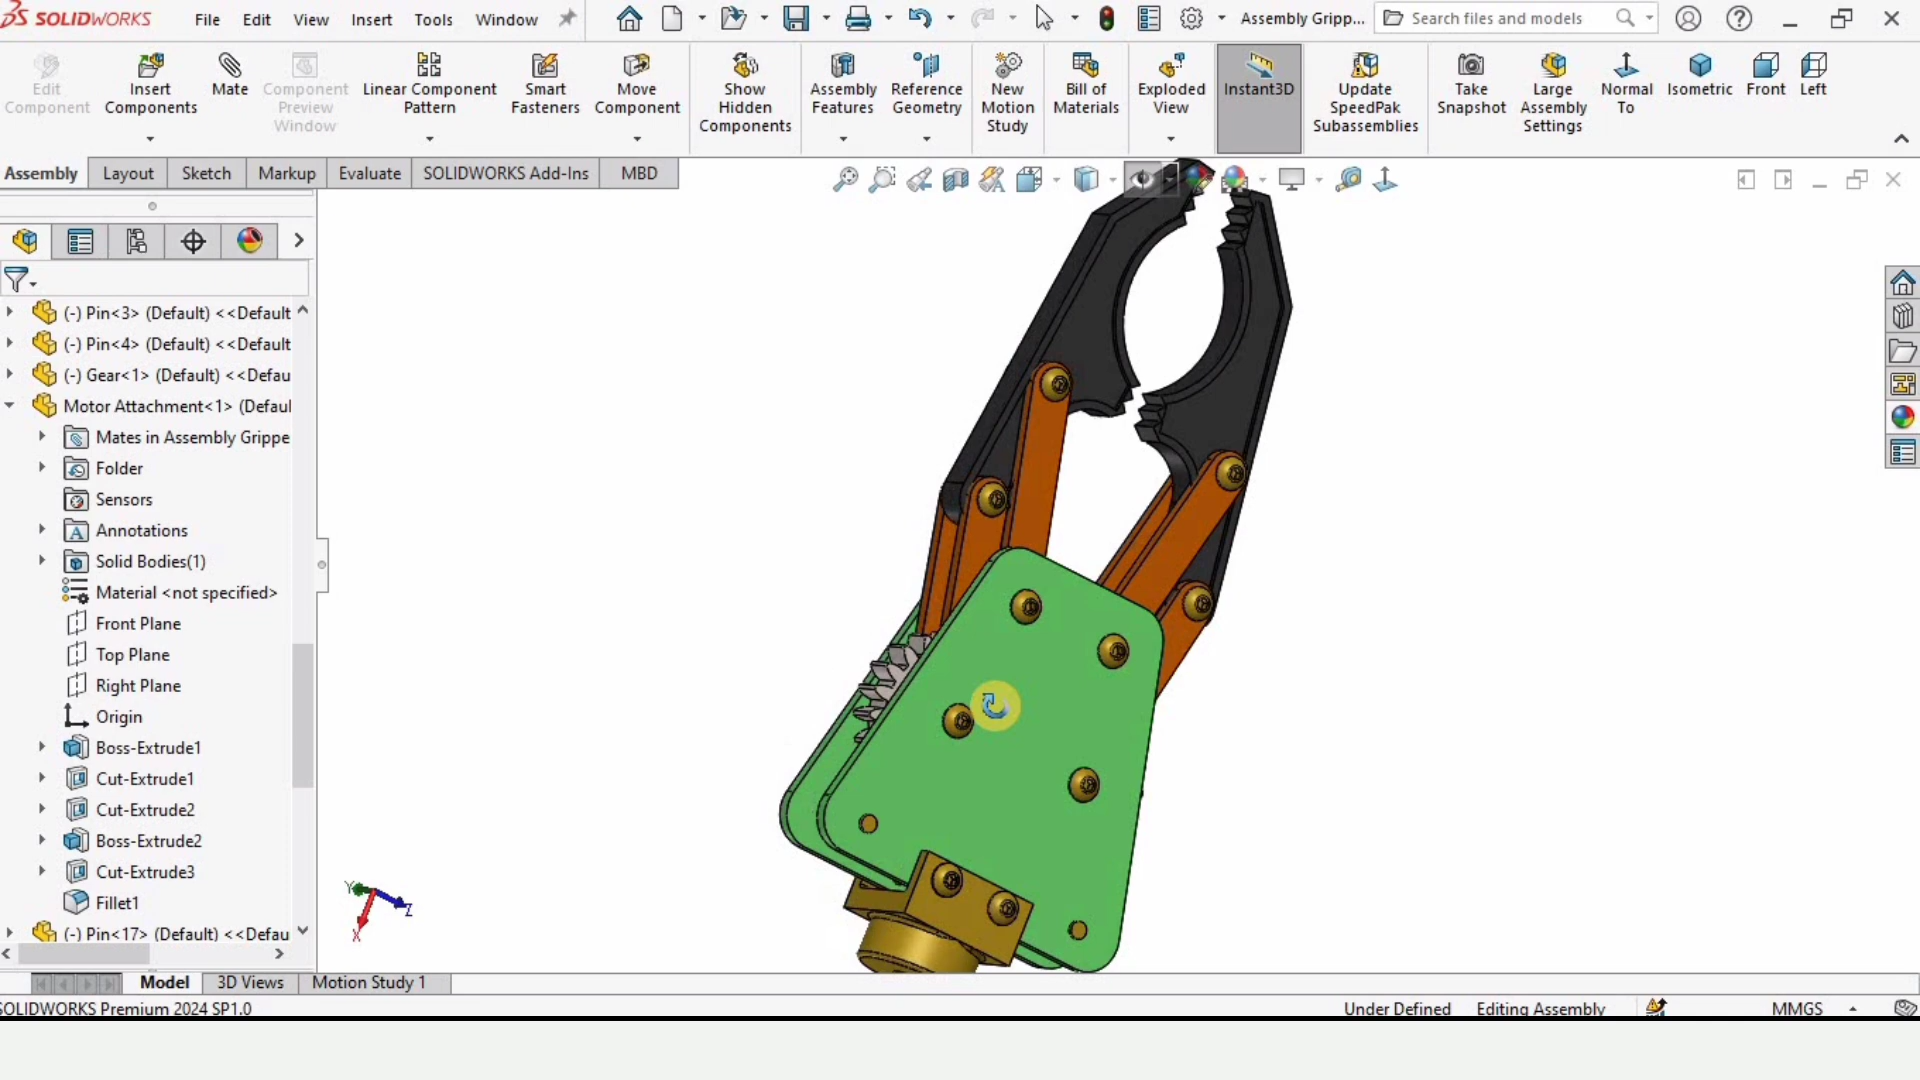 SOLIDWORKS File Edit View Insert Tools Window Assembly Gripp... Search files and models
Edit Component
Insert Components
Mate
Component Preview Window
Linear Component Pattern
Smart Fasteners
Move Component
Show Hidden Components
Assembly Features
Reference Geometry
New Motion Study
Bill of Materials
Exploded View
Instant3D
Update SpeedPak Subassemblies
Take Snapshot
Large Assembly Settings
Normal To
Isometric
Front
Left
Assembly Layout Sketch Markup Evaluate SOLIDWORKS Add-Ins MBD
(-) Pin<3> (Default) <<Default
(-) Pin<4> (Default) <<Default
(-) Gear<1> (Default) <<Defau
Motor Attachment<1> (Defaul
Mates in Assembly Grippe
Folder
Sensors
Annotations
Solid Bodies(1)
Material <not specified>
Front Plane
Top Plane
Right Plane
Origin
Boss-Extrude1
Cut-Extrude1
Cut-Extrude2
Boss-Extrude2
Cut-Extrude3
Fillet1
(-) Pin<17> (Default) <<Defau
Y
Z
X
Model 3D Views Motion Study 1
SOLIDWORKS Premium 2024 SP1.0 Under Defined Editing Assembly MMGS